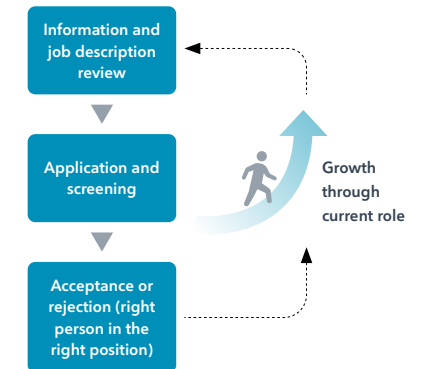 Information and
job description
review
Application and
screening
Growth
through
current role
Acceptance or
rejection (right
person in the
right position)